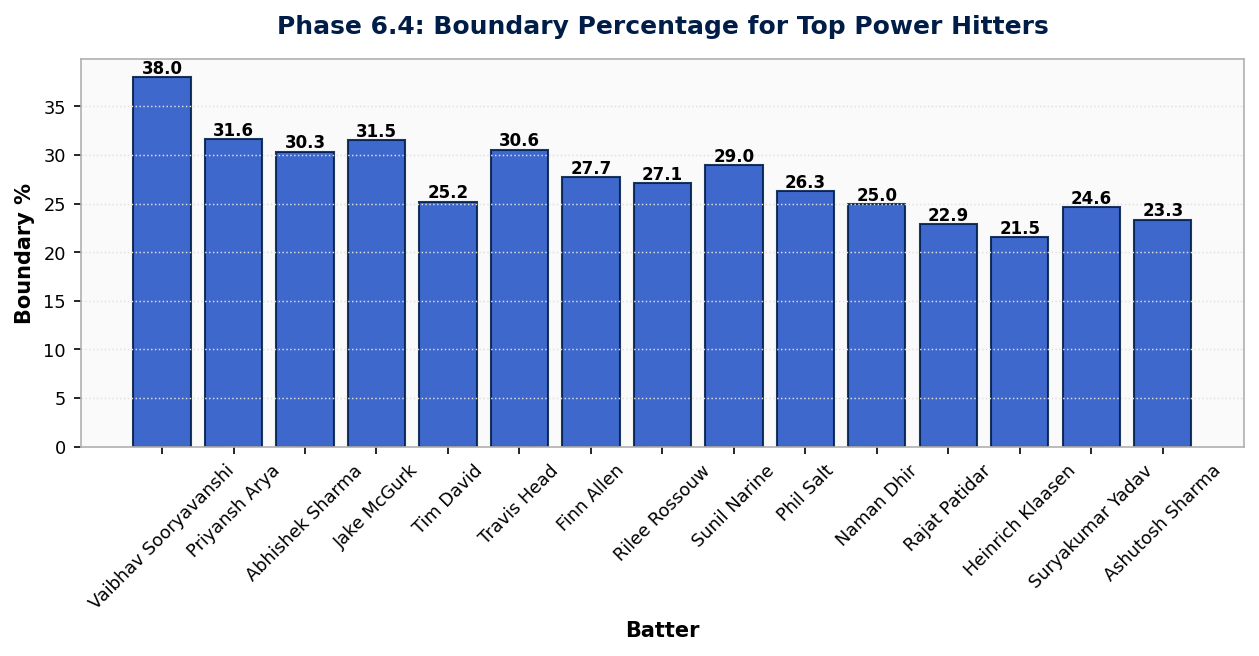 Phase 6.4: Boundary Percentage for Top Power Hitters
Boundary %
35
30
25
20
15
10
5
0
38.0
31.6
30.3
31.5
25.2
30.6
27.7
27.1
29.0
26.3
25.0
22.9
21.5
24.6
23.3
Vaibhav Sooryavanshi
Priyansh Arya
Abhishek Sharma
Jake McGurk
Tim David
Travis Head
Finn Allen
Rilee Rossouw
Sunil Narine
Phil Salt
Naman Dhir
Rajat Patidar
Heinrich Klaasen
Suryakumar Yadav
Ashutosh Sharma
Batter